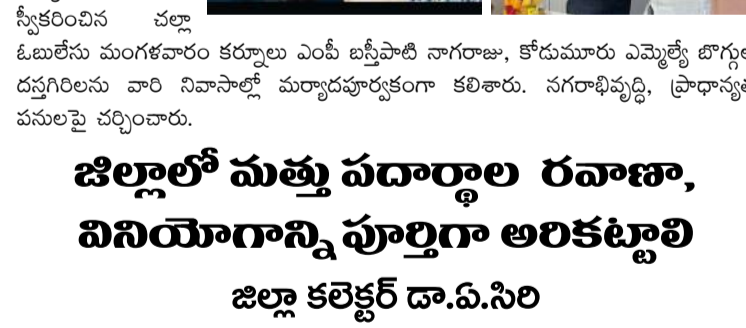 స్వీకరించిన చల్లా
ఓబులేసు మంగళవారం కర్నూలు ఎంపీ బస్తీపాటి నాగరాజు, కోడుమూరు ఎమ్మెల్యే బొగ్గుల
దస్తగిరిలను వారి నివాసాల్లో మర్యాదపూర్వకంగా కలిశారు. నగరాభివృద్ధి, ప్రాధాన్యత
పనులపై చర్చించారు.
జిల్లాలో మత్తు పదార్థాల రవాణా,
వినియోగాన్ని పూర్తిగా అరికట్టాలి
జిల్లా కలెక్టర్ డా.ఏ.సిరి